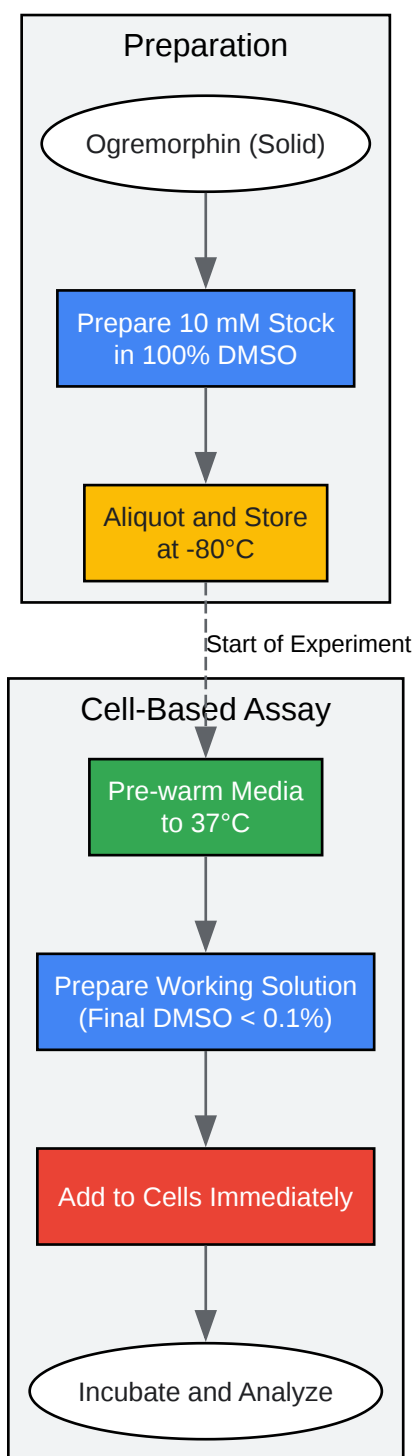 Preparation
Ogremorphin (Solid)
Prepare 10 mM Stock
in 100% DMSO
Aliquot and Store
at -80°C
Start of Experiment
Cell-Based Assay
Pre-warm Media
to 37°C
Prepare Working Solution
(Final DMSO < 0.1%)
Add to Cells Immediately
Incubate and Analyze